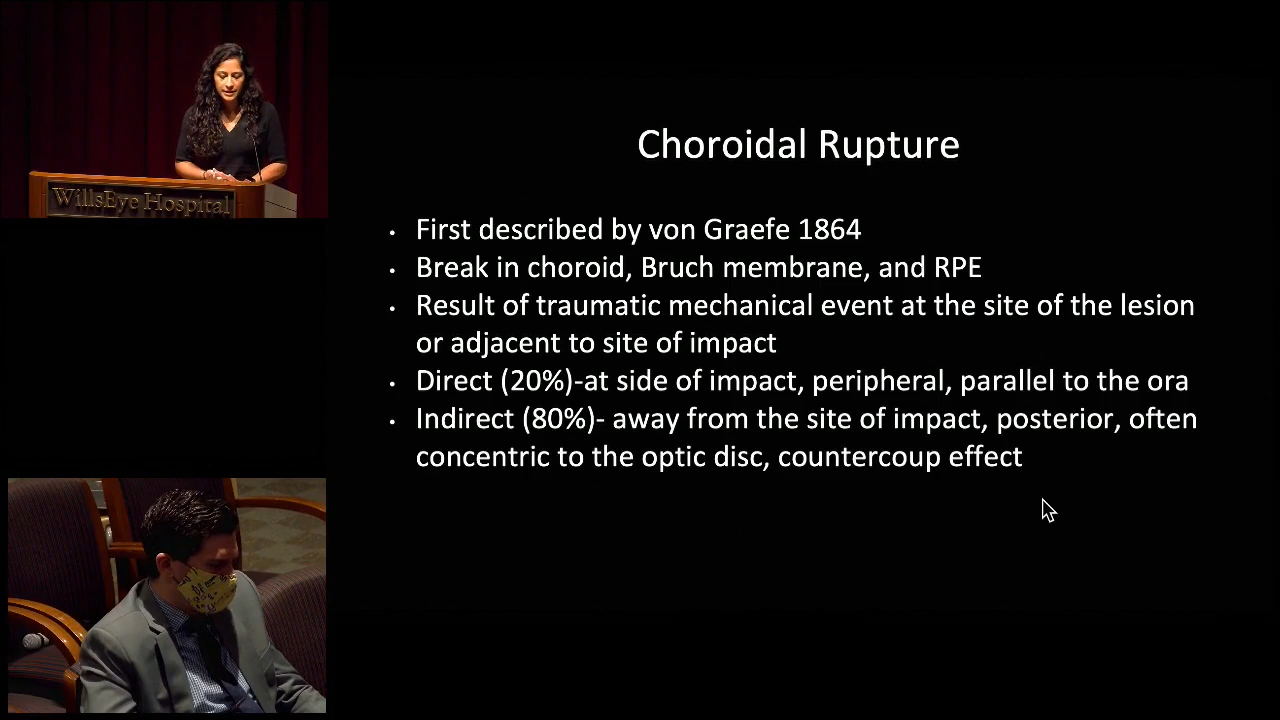 WillsEye Hospital
Choroidal Rupture
• First described by von Graefe 1864
• Break in choroid, Bruch membrane, and RPE
• Result of traumatic mechanical event at the site of the lesion
or adjacent to site of impact
• Direct (20%)-at side of impact, peripheral, parallel to the ora
• Indirect (80%)- away from the site of impact, posterior, often
concentric to the optic disc, countercoup effect